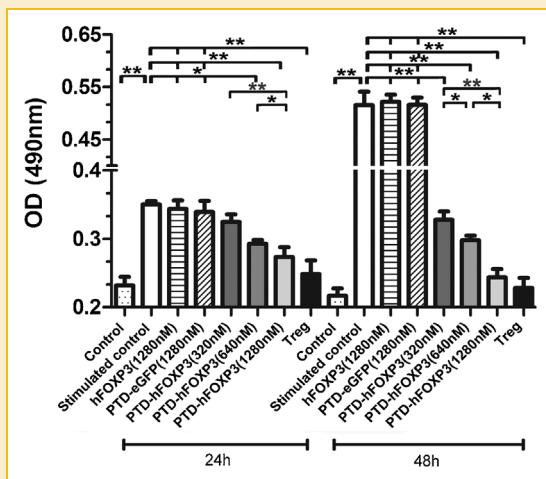 OD (490nm)
0.65
0.55
0.45
0.4
0.3
0.2
**
**
**
*
**
*
**
**
**
**
**
**
*
*
Control
Stimulated control
hFOXP3(1280nM)
PTD-eGFP(1280nM)
PTD-hFOXP3(320nM)
PTD-hFOXP3(640nM)
PTD-hFOXP3(1280nM)
Treg
Control
Stimulated control
hFOXP3(1280nM)
PTD-eGFP(1280nM)
PTD-hFOXP3(320nM)
PTD-hFOXP3(640nM)
PTD-hFOXP3(1280nM)
Treg
24h
48h